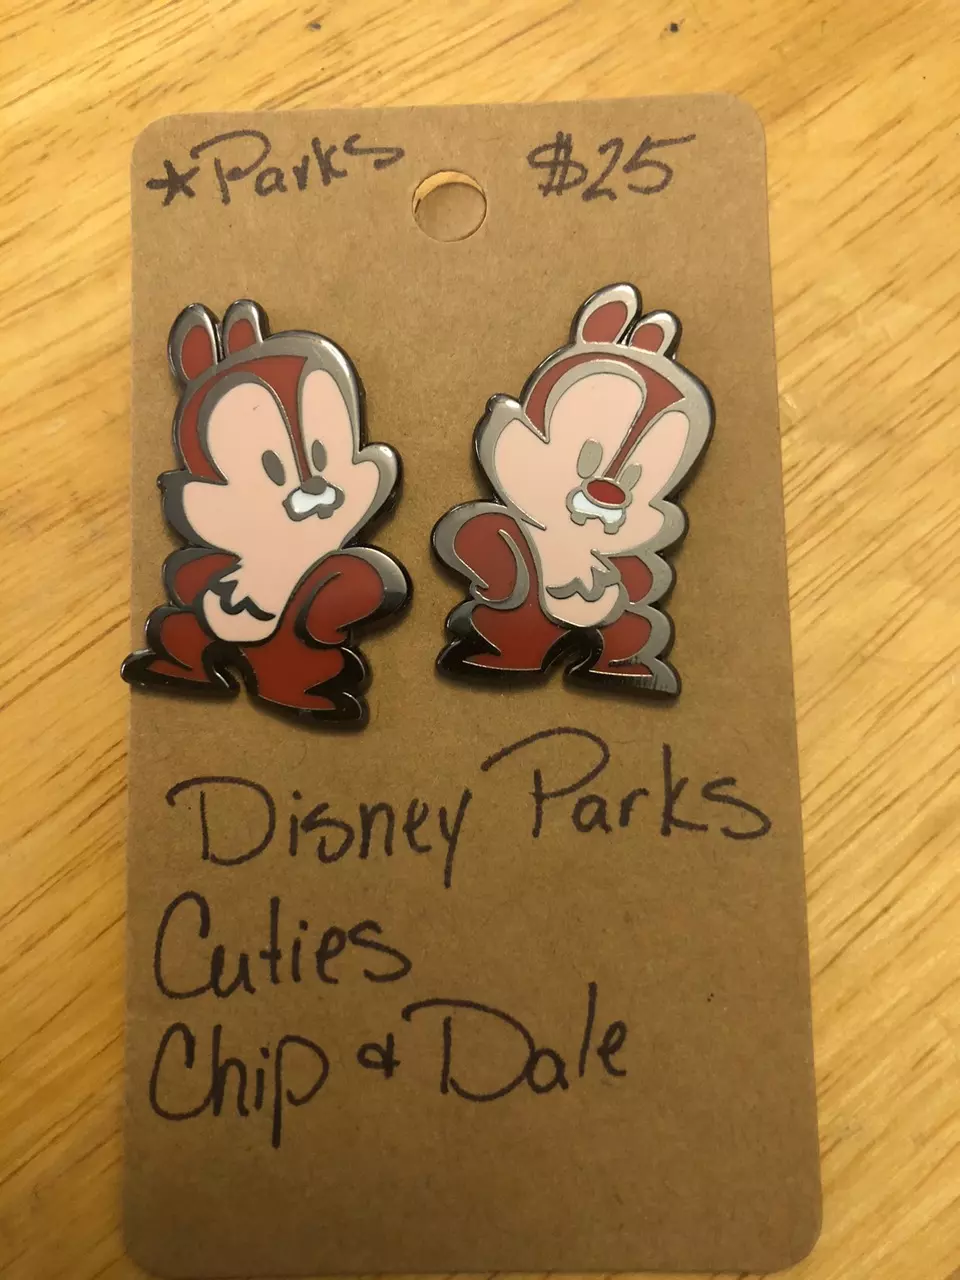 *Parks $25
Disney Parks
Cuties
Chip & Dale